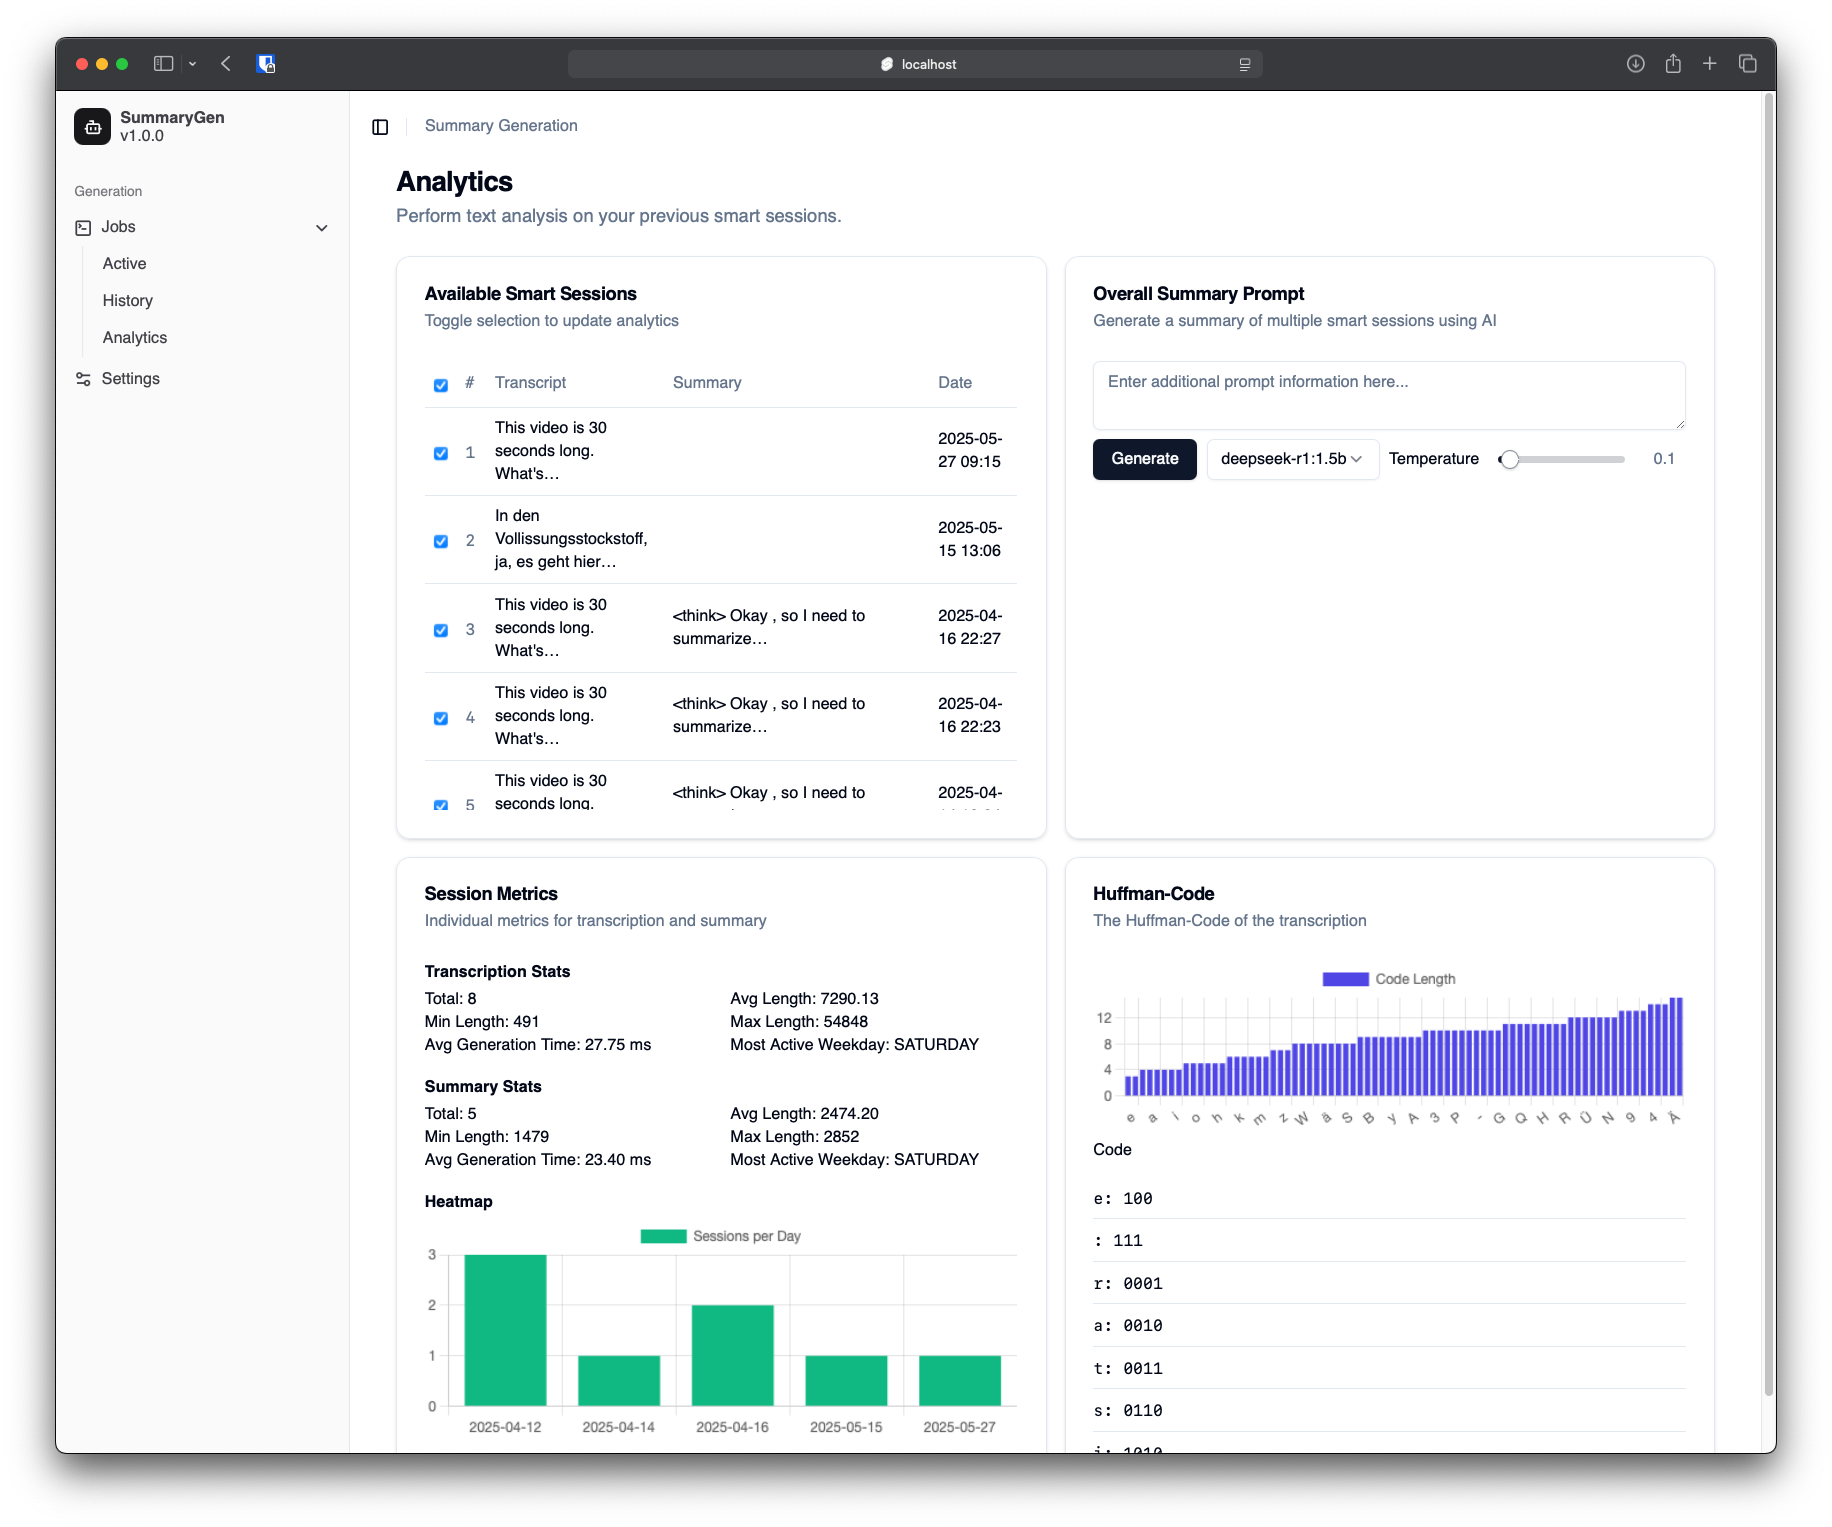 localhost
SummaryGen
v1.0.0
Generation
Jobs
Active
History
Analytics
Settings
Summary Generation
Analytics
Perform text analysis on your previous smart sessions.
Available Smart Sessions
Toggle selection to update analytics
# Transcript Summary Date
1
This video is 30
seconds long.
What's...
2025-05-
27 09:15
2
In den
Vollissungsstockstoff,
ja, es geht hier...
2025-05-
15 13:06
3
This video is 30
seconds long.
What's...
<think> Okay , so I need to
summarize...
2025-04-
16 22:27
4
This video is 30
seconds long.
What's...
<think> Okay , so I need to
summarize...
2025-04-
16 22:23
5
This video is 30
seconds long.
<think> Okay , so I need to
2025-04-
Overall Summary Prompt
Generate a summary of multiple smart sessions using AI
Enter additional prompt information here...
Generate deepseek-r1:1.5b Temperature 0.1
Session Metrics
Individual metrics for transcription and summary
Transcription Stats
Total: 8 Avg Length: 7290.13
Min Length: 491 Max Length: 54848
Avg Generation Time: 27.75 ms Most Active Weekday: SATURDAY
Summary Stats
Total: 5 Avg Length: 2474.20
Min Length: 1479 Max Length: 2852
Avg Generation Time: 23.40 ms Most Active Weekday: SATURDAY
Heatmap
Sessions per Day
3
2
1
0
2025-04-12 2025-04-14 2025-04-16 2025-05-15 2025-05-27
Huffman-Code
The Huffman-Code of the transcription
Code Length
12
8
4
0
e a i o h k m z W ä S B y A 3 P - G Q H R Ü N 9 4 Ä
Code
e: 100
: 111
r: 0001
a: 0010
t: 0011
s: 0110
i: 1010